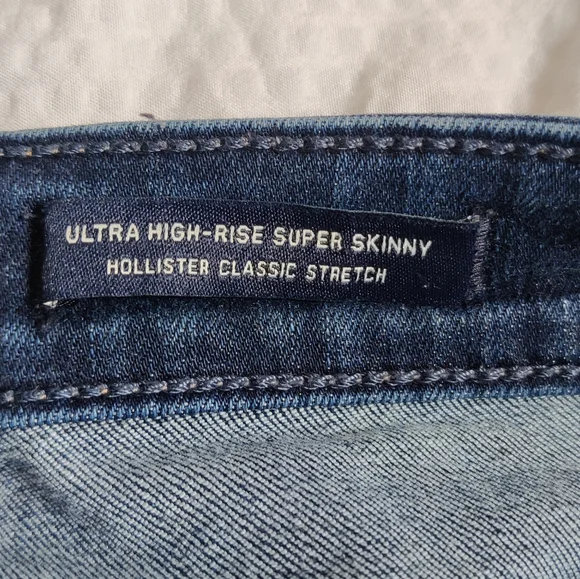 ULTRA HIGH-RISE SUPER SKINNY
HOLLISTER CLASSIC STRETCH